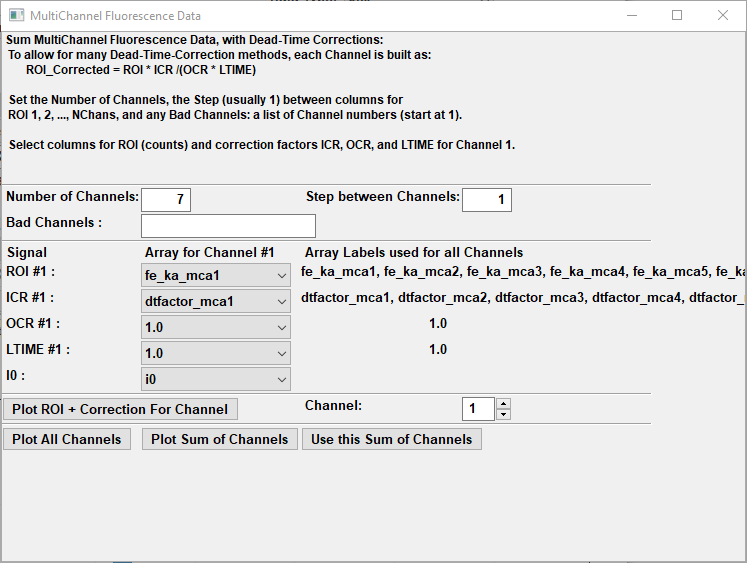 MultiChannel Fluorescence Data
Sum MultiChannel Fluorescence Data, with Dead-Time Corrections:
To allow for many Dead-Time-Correction methods, each Channel is built as:
ROI_Corrected = ROI * ICR /(OCR * LTIME)
Set the Number of Channels, the Step (usually 1) between columns for
ROI 1, 2, ..., NChans, and any Bad Channels: a list of Channel numbers (start at 1).
Select columns for ROI (counts) and correction factors ICR, OCR, and LTIME for Channel 1.
Number of Channels: 7 Step between Channels: 1
Bad Channels :
Signal Array for Channel #1 Array Labels used for all Channels
ROI #1 : fe_ka_mca1 fe_ka_mca1, fe_ka_mca2, fe_ka_mca3, fe_ka_mca4, fe_ka_mca5, fe_ka
ICR #1 : dtfactor_mca1 dtfactor_mca1, dtfactor_mca2, dtfactor_mca3, dtfactor_mca4, dtfactor_
OCR #1 : 1.0 1.0
LTIME #1 : 1.0 1.0
I0 : i0
Plot ROI + Correction For Channel Channel: 1
Plot All Channels Plot Sum of Channels Use this Sum of Channels